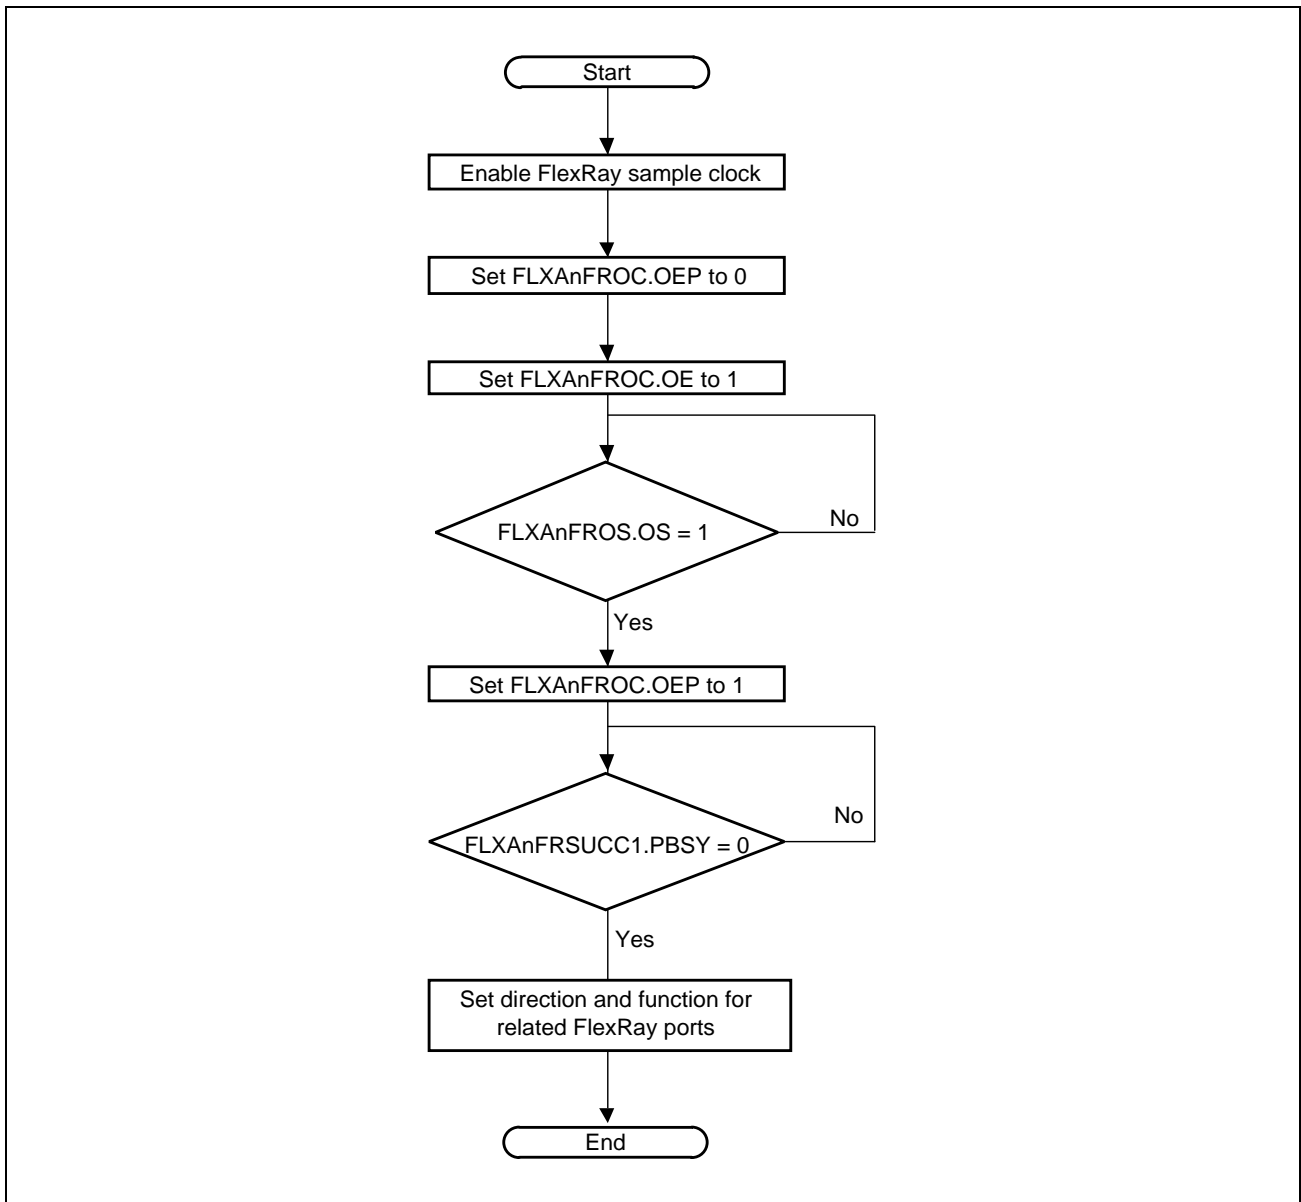 Start
Enable FlexRay sample clock
Set FLXAnFROC.OEP to 0
Set FLXAnFROC.OE to 1
FLXAnFROS.OS = 1
No
Yes
Set FLXAnFROC.OEP to 1
No
FLXAnFRSUCC1.PBSY = 0
Yes
Set direction and function for
related FlexRay ports
End